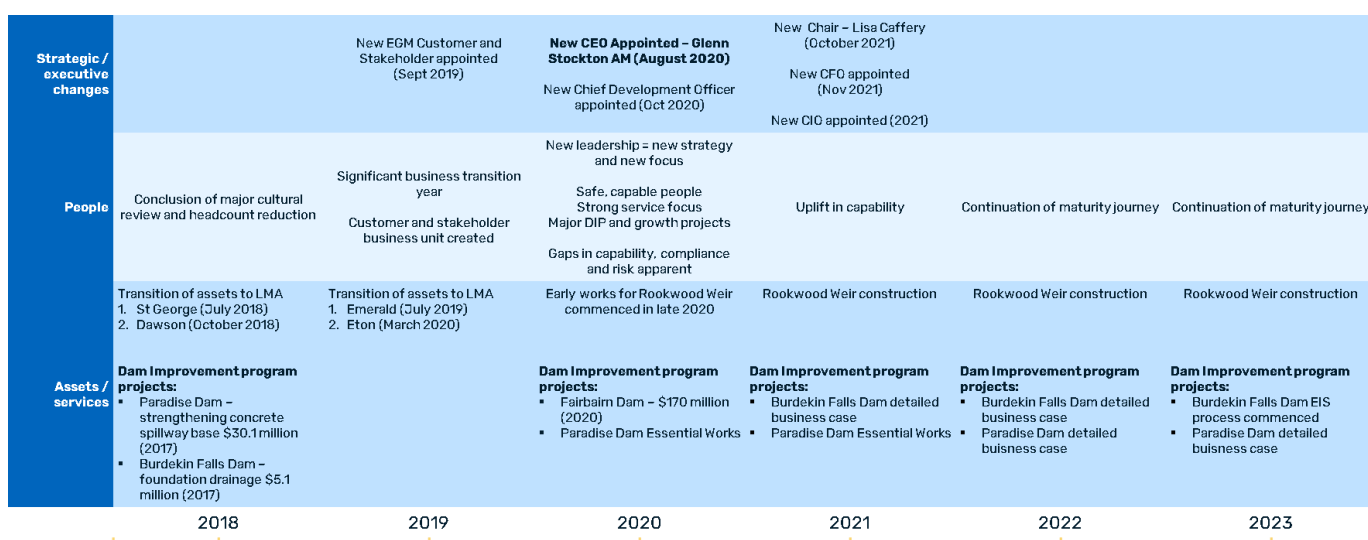 Strategic /
executive
changes
New EGM Customer and
Stakeholder appointed
(Sept 2019)
New CEO Appointed – Glenn
Stockton AM (August 2020)
New Chief Development Officer
appointed (Oct 2020)
New Chair – Lisa Caffery
(October 2021)
New CFO appointed
(Nov 2021)
New CIO appointed (2021)
People
Conclusion of major cultural
review and headcount reduction
Significant business transition
year
Customer and stakeholder
business unit created
New leadership = new strategy
and new focus
Safe, capable people
Strong service focus
Major DIP and growth projects
Gaps in capability, compliance
and risk apparent
Uplift in capability
Continuation of maturity journey
Continuation of maturity journey
Assets /
services
Transition of assets to LMA
1. St George (July 2018)
2. Dawson (October 2018)
Dam Improvement program
projects:
▪ Paradise Dam –
strengthening concrete
spillway base $30.1 million
(2017)
▪ Burdekin Falls Dam –
foundation drainage $5.1
million (2017)
Transition of assets to LMA
1. Emerald (July 2019)
2. Eton (March 2020)
Early works for Rookwood Weir
commenced in late 2020
Dam Improvement program
projects:
▪ Fairbairn Dam – $170 million
(2020)
▪ Paradise Dam Essential Works
Rookwood Weir construction
Dam Improvement program
projects:
▪ Burdekin Falls Dam detailed
business case
▪ Paradise Dam Essential Works
Rookwood Weir construction
Dam Improvement program
projects:
▪ Burdekin Falls Dam detailed
business case
▪ Paradise Dam detailed
buisness case
Rookwood Weir construction
Dam Improvement program
projects:
▪ Burdekin Falls Dam EIS
process commenced
▪ Paradise Dam detailed
buisness case
2018
2019
2020
2021
2022
2023